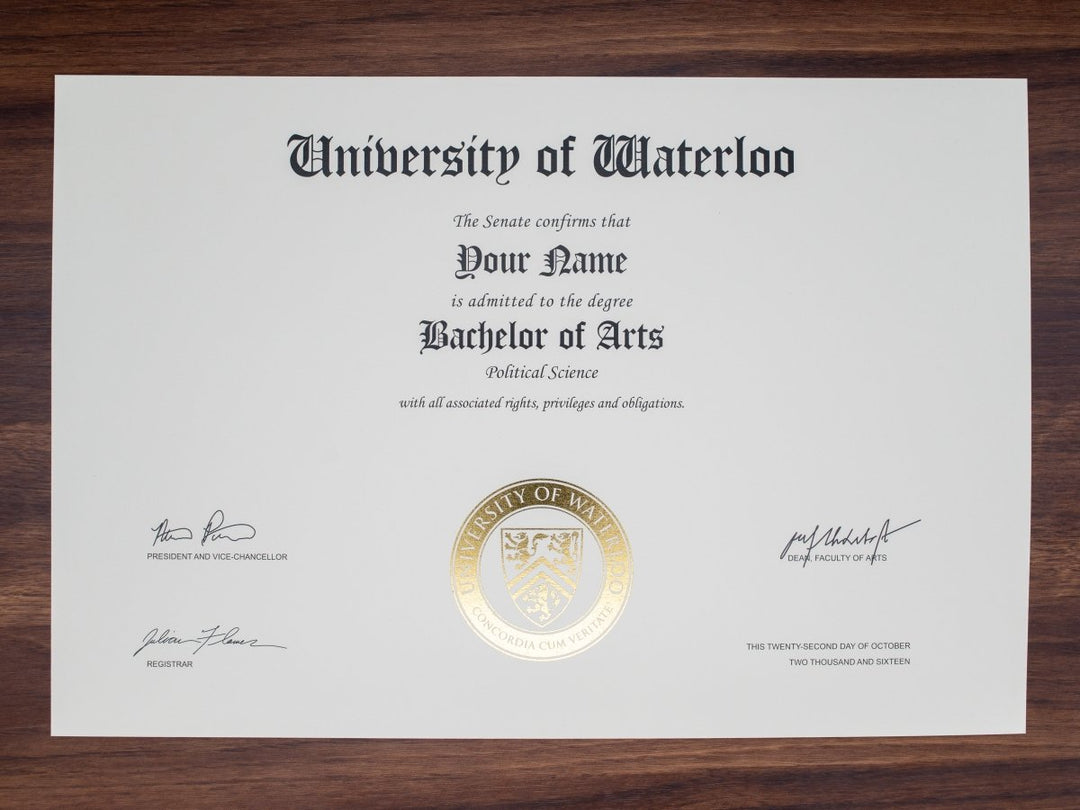 University of Waterloo
The Senate confirms that
Your Name
is admitted to the degree
Bachelor of Arts
Political Science
with all associated rights, privileges and obligations.
UNIVERSITY OF WATERLOO
CONCORDIA CUM VERITATE
PRESIDENT AND VICE-CHANCELLOR
DEAN, FACULTY OF ARTS
REGISTRAR
THIS TWENTY-SECOND DAY OF OCTOBER
TWO THOUSAND AND SIXTEEN